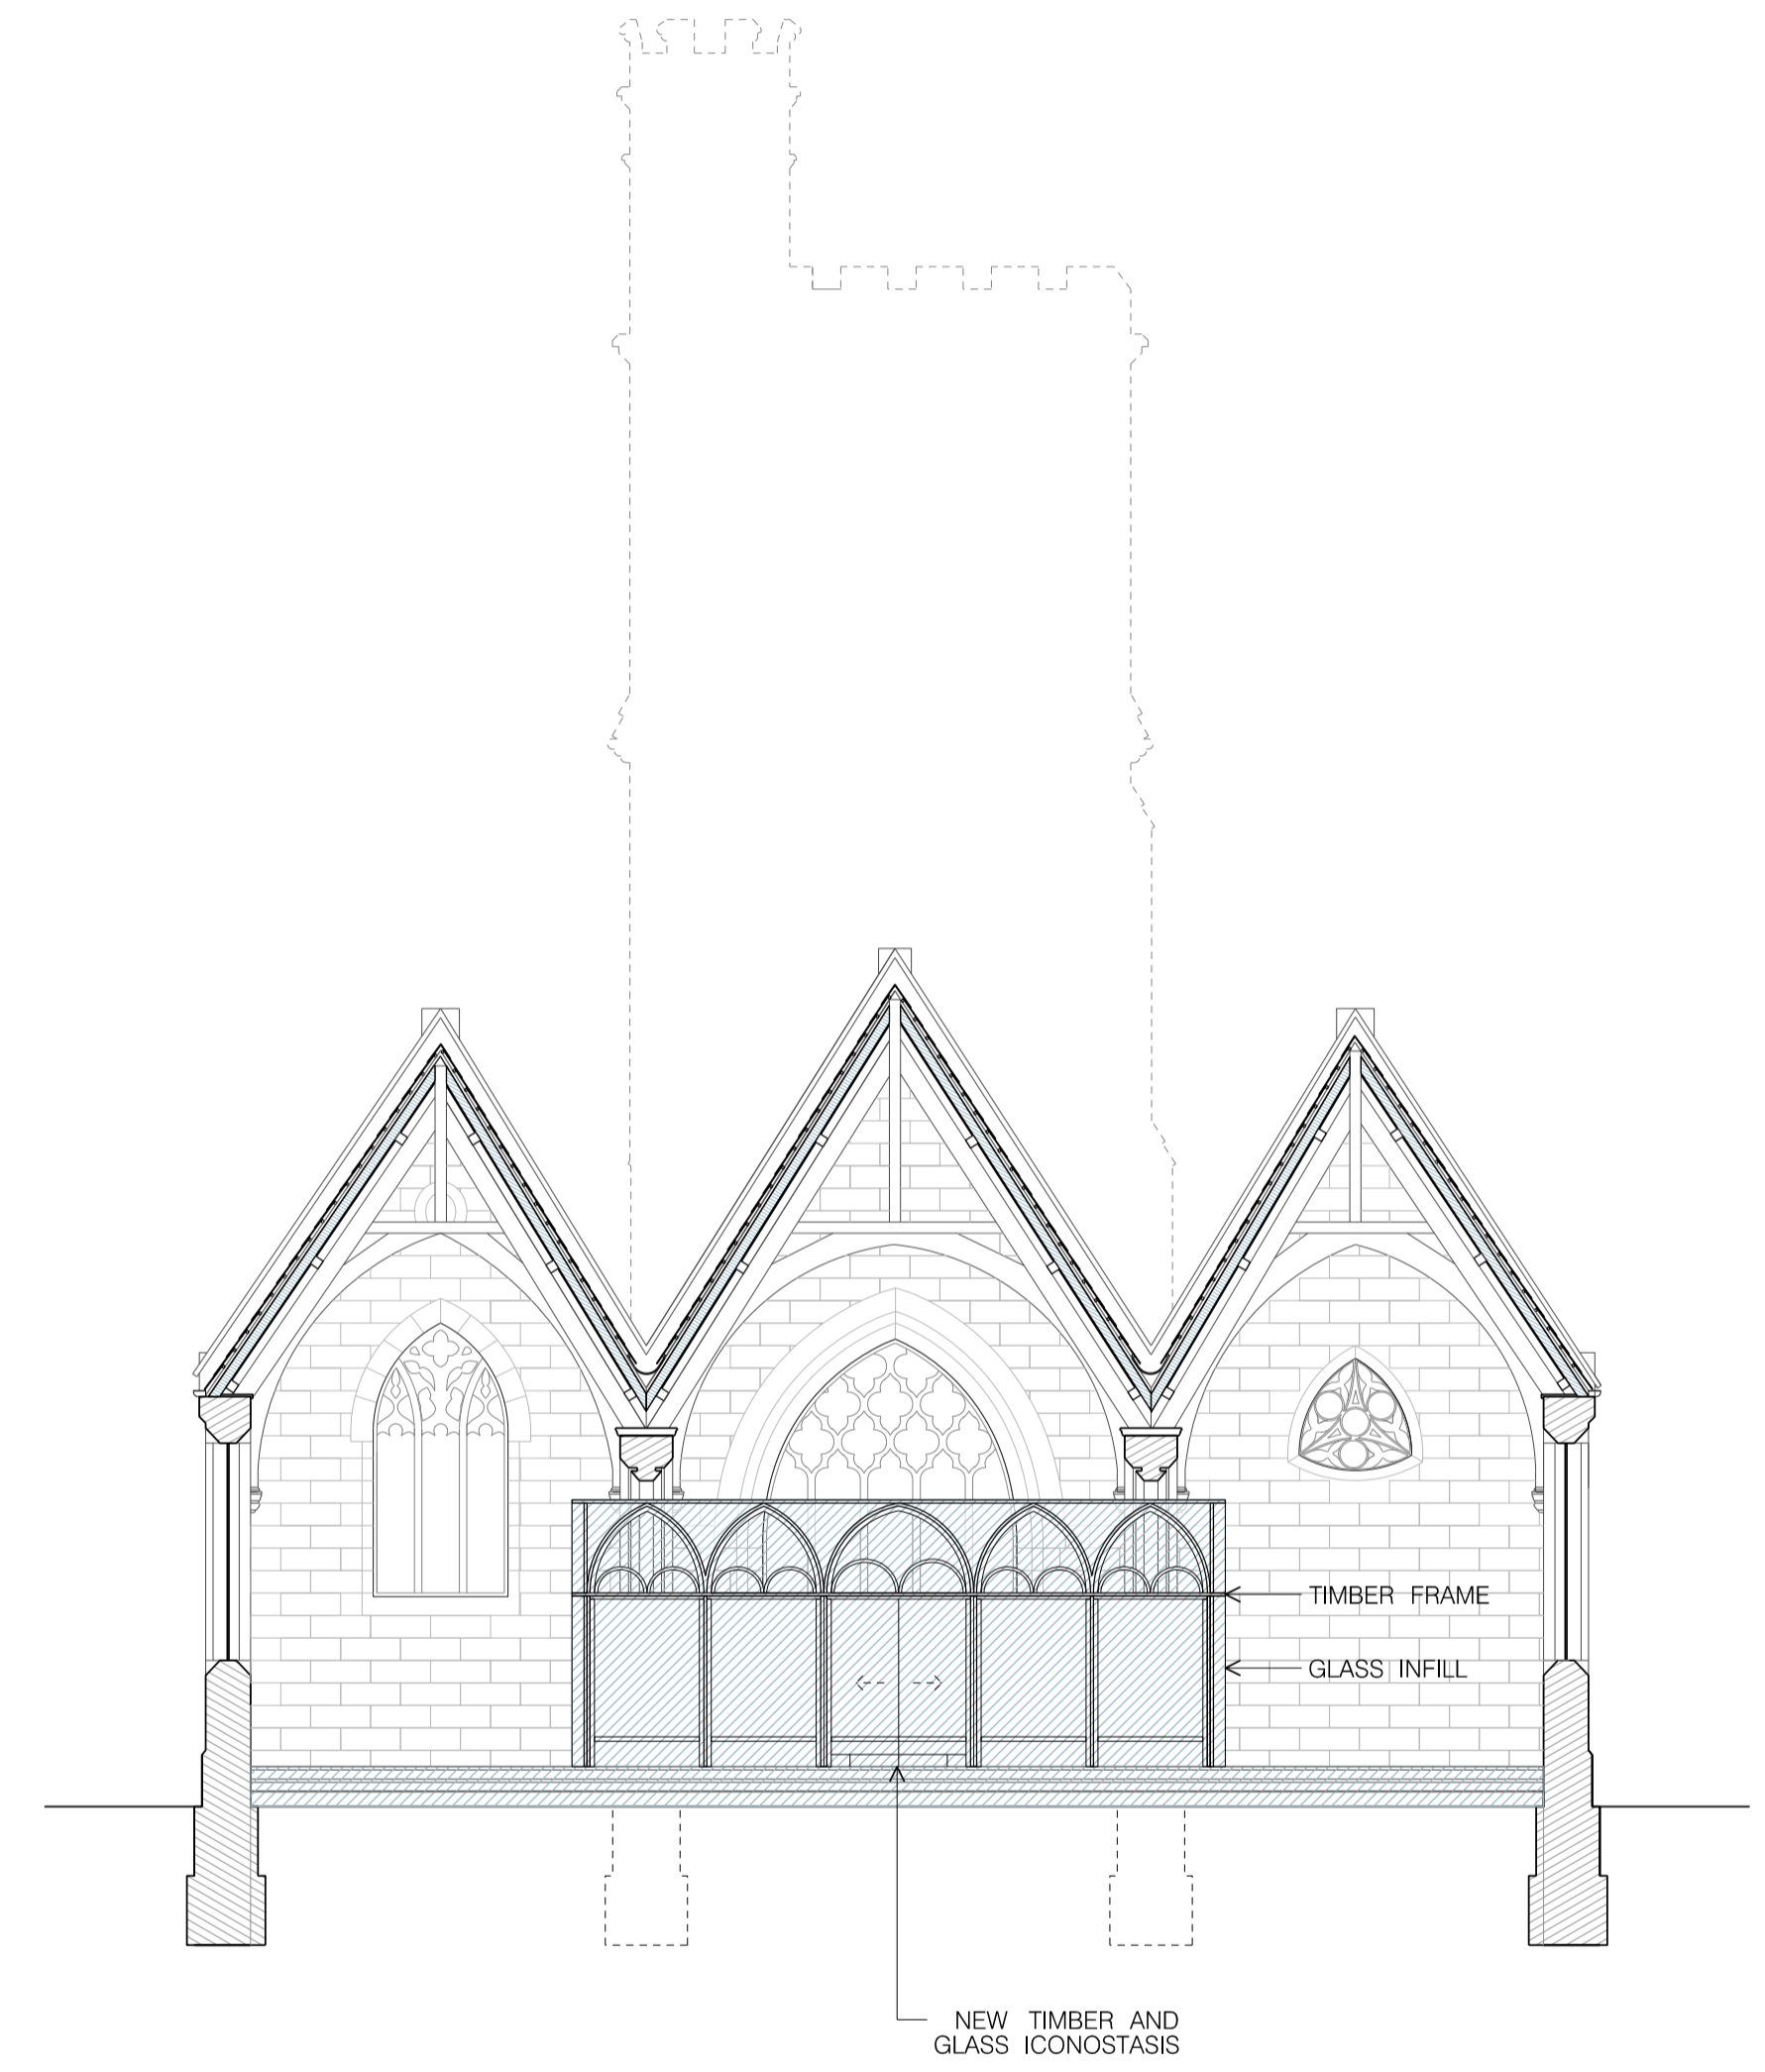 TIMBER FRAME
GLASS INFILL
NEW TIMBER AND
GLASS ICONOSTASIS